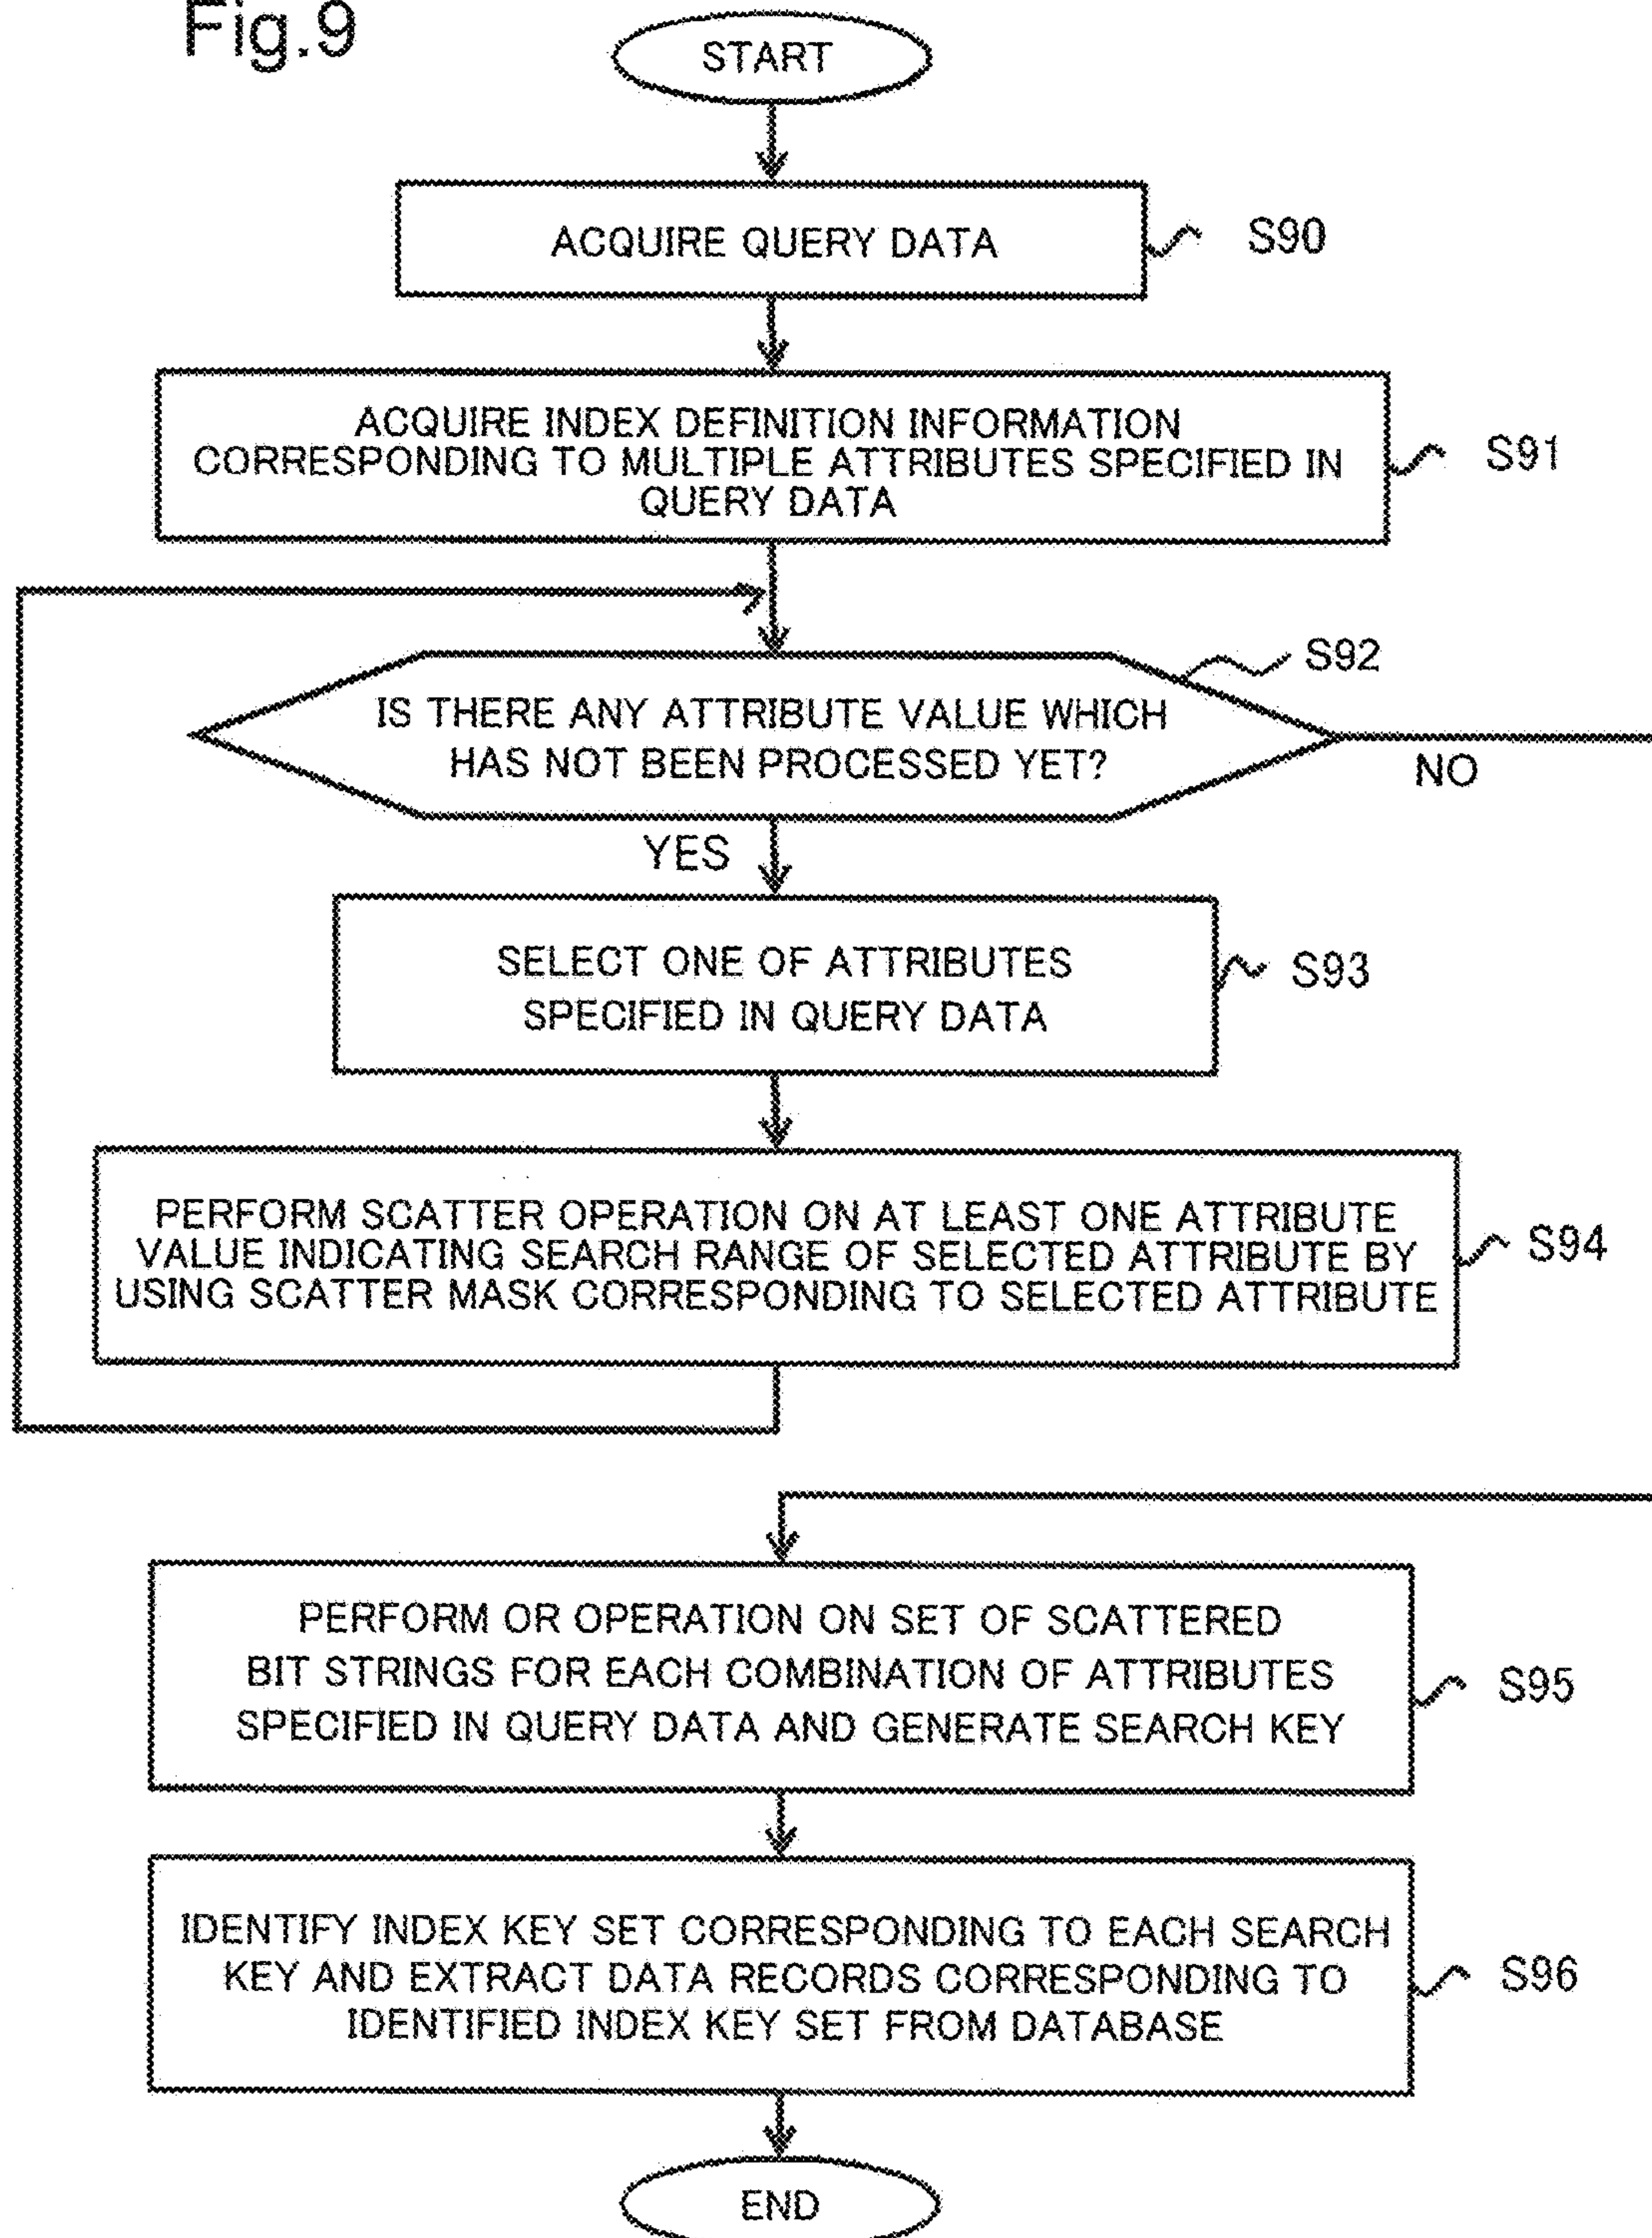 Fig.9
START
ACQUIRE QUERY DATA
S90
ACQUIRE INDEX DEFINITION INFORMATION
CORRESPONDING TO MULTIPLE ATTRIBUTES SPECIFIED IN
QUERY DATA
S91
S92
IS THERE ANY ATTRIBUTE VALUE WHICH
HAS NOT BEEN PROCESSED YET?
NO
YES
SELECT ONE OF ATTRIBUTES
SPECIFIED IN QUERY DATA
S93
PERFORM SCATTER OPERATION ON AT LEAST ONE ATTRIBUTE
VALUE INDICATING SEARCH RANGE OF SELECTED ATTRIBUTE BY
USING SCATTER MASK CORRESPONDING TO SELECTED ATTRIBUTE
S94
PERFORM OR OPERATION ON SET OF SCATTERED
BIT STRINGS FOR EACH COMBINATION OF ATTRIBUTES
SPECIFIED IN QUERY DATA AND GENERATE SEARCH KEY
S95
IDENTIFY INDEX KEY SET CORRESPONDING TO EACH SEARCH
KEY AND EXTRACT DATA RECORDS CORRESPONDING TO
IDENTIFIED INDEX KEY SET FROM DATABASE
S96
END